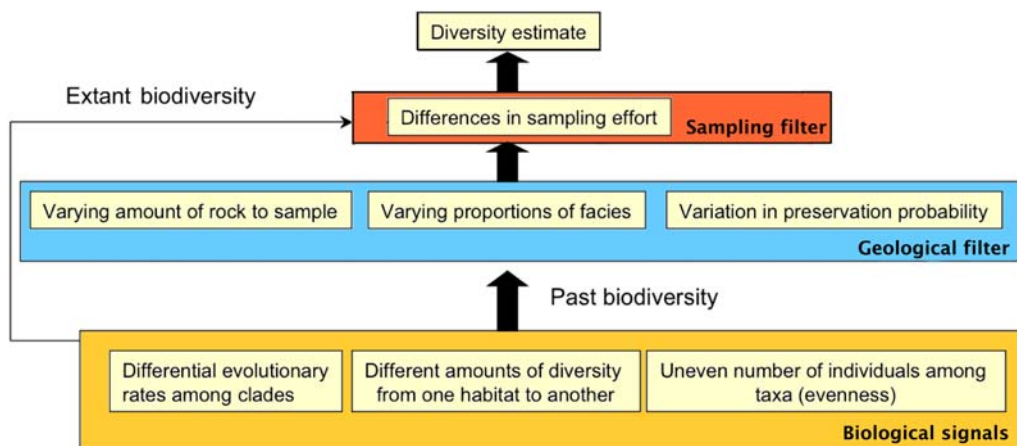 Diversity estimate
Extant biodiversity
Differences in sampling effort
Sampling filter
Varying amount of rock to sample
Varying proportions of facies
Variation in preservation probability
Geological filter
Past biodiversity
Differential evolutionary
rates among clades
Different amounts of diversity
from one habitat to another
Uneven number of individuals among
taxa (evenness)
Biological signals